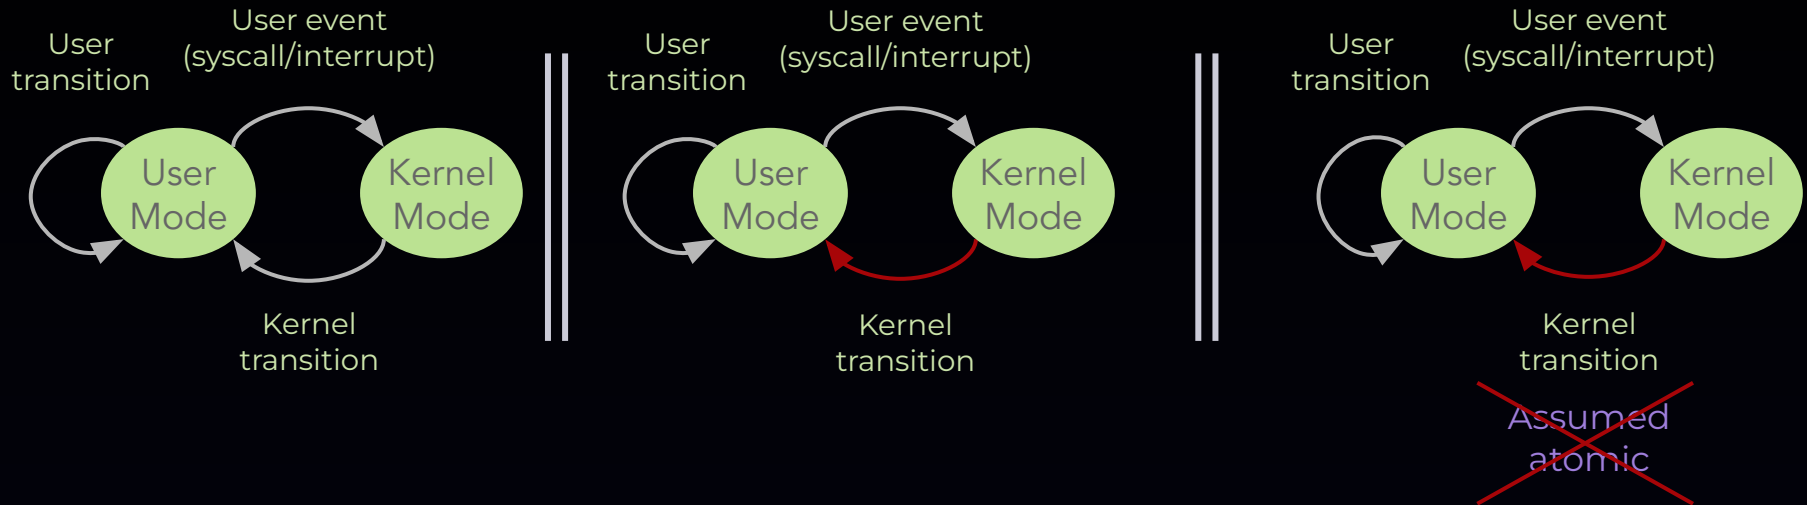 User
transition
User event
(syscall/interrupt)
User
Mode
Kernel
Mode
Kernel
transition
User
transition
User event
(syscall/interrupt)
User
Mode
Kernel
Mode
Kernel
transition
User
transition
User event
(syscall/interrupt)
User
Mode
Kernel
Mode
Kernel
transition
Assumed
atomic